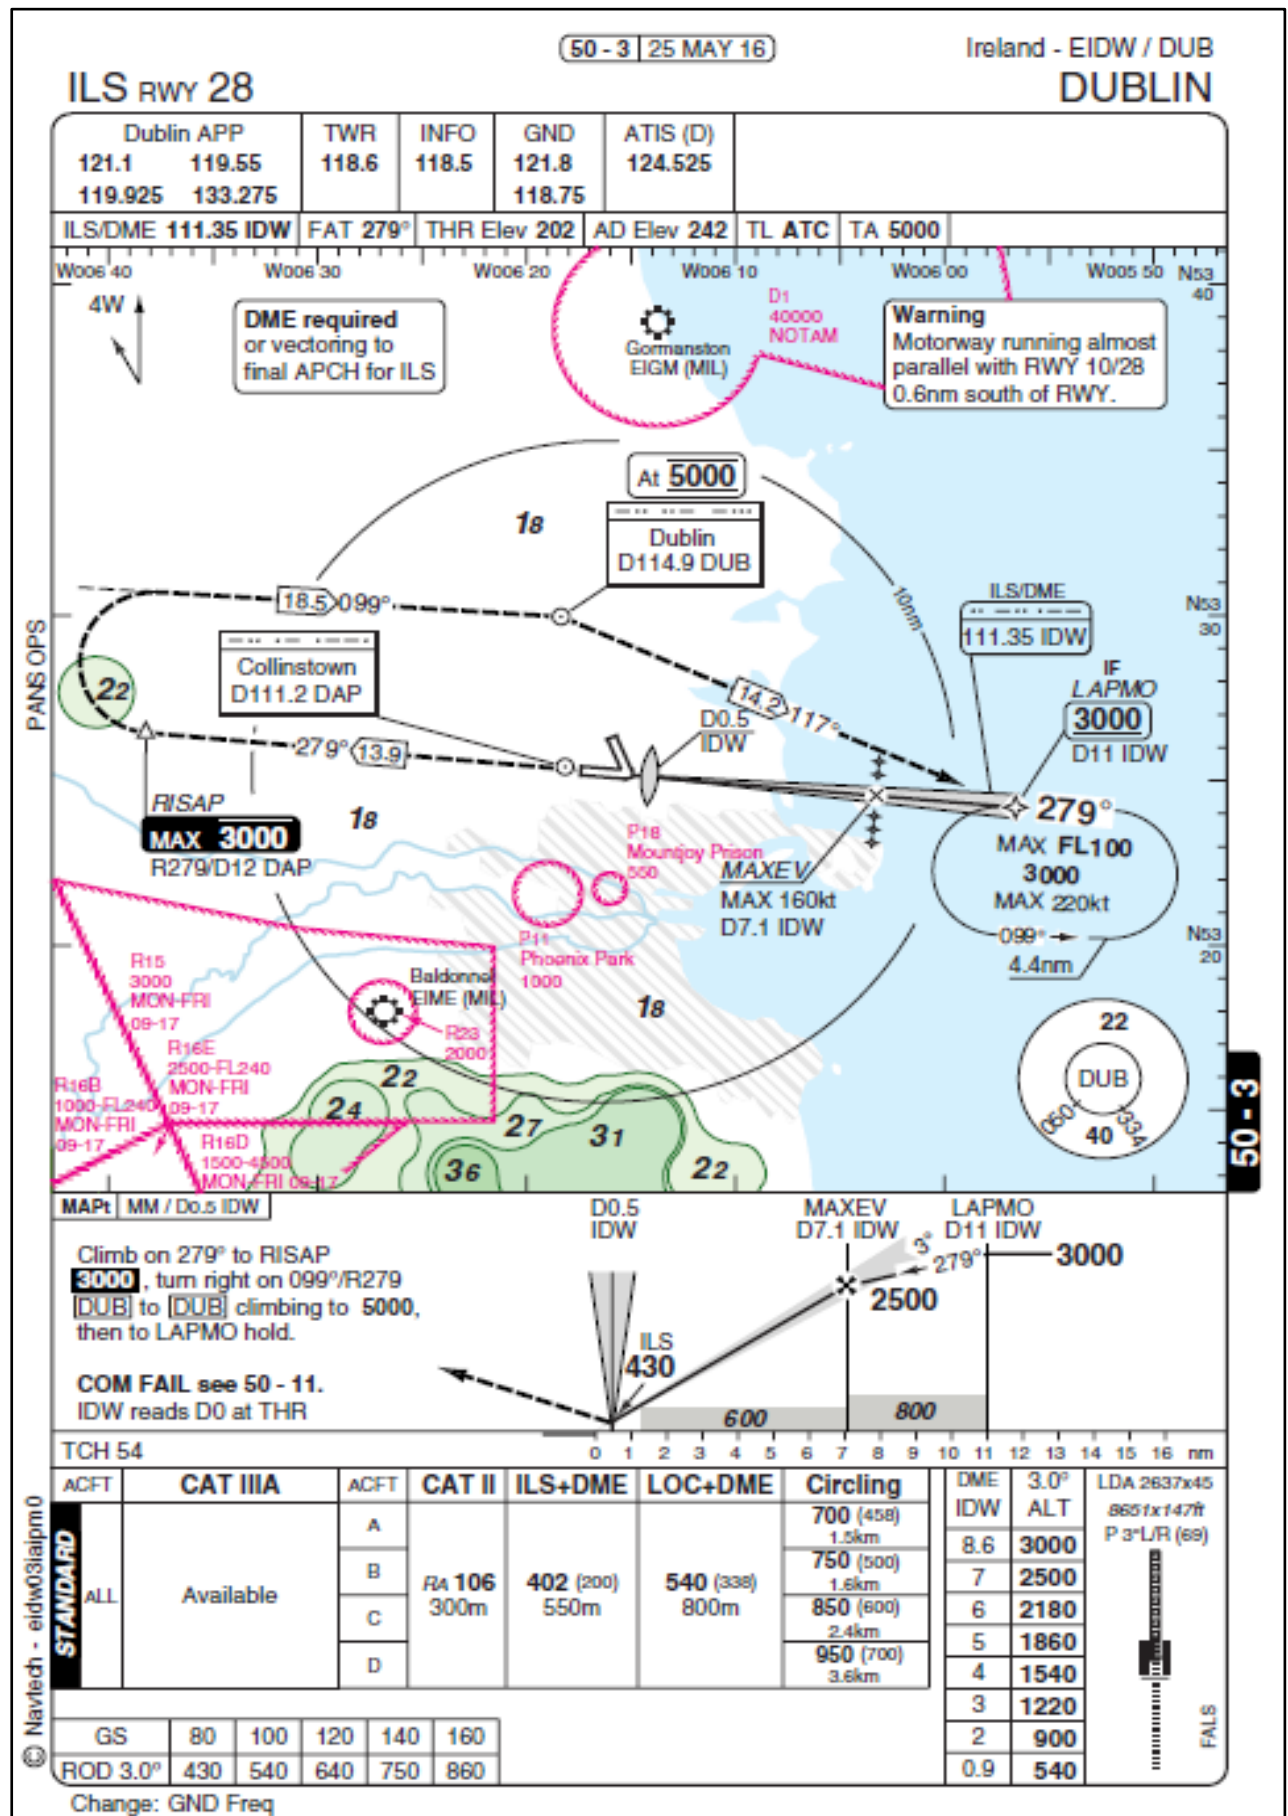 50 - 3 25 MAY 16
Ireland - EIDW / DUB
ILS RWY 28
DUBLIN
Dublin APP TWR INFO GND ATIS (D)
121.1 119.55 118.6 118.5 121.8 124.525
119.925 133.275 118.75
ILS/DME 111.35 IDW FAT 279° THR Elev 202 AD Elev 242 TL ATC TA 5000
W006 40 W006 30 W006 20 W006 10 W006 00 W005 50 N53
40
4W
DME required
or vectoring to
final APCH for ILS
Gormanston
EIGM (MIL)
D1
40000
NOTAM
Warning
Motorway running almost
parallel with RWY 10/28
0.6nm south of RWY.
At 5000
18
Dublin
D114.9 DUB
10nm
ILS/DME
111.35 IDW
N53
30
18.5 099°
PANS OPS
Collinstown
D111.2 DAP
22
14.2 117°
D0.5
IDW
IF
LAPMO
3000
D11 IDW
279° 13.9
279°
RISAP
MAX 3000
R279/D12 DAP
18
P18
Mountjoy Prison
550
MAXEV
MAX 160kt
D7.1 IDW
MAX FL100
3000
MAX 220kt
099°
4.4nm
N53
20
P11
Phoenix Park
1000
R15
3000
MON-FRI
09-17
Baldonnel
EIME (MIL)
R23
2000
18
R16E
2500-FL240
MON-FRI
09-17
R16B
1000-FL240
MON-FRI
09-17
R16D
1500-4500
MON-FRI 09-17
22
24
27
31
36
22
22
DUB
050 334
40
50 - 3
MAPt MM / D0.5 IDW
D0.5
IDW
MAXEV
D7.1 IDW
LAPMO
D11 IDW
Climb on 279° to RISAP
3000 , turn right on 099°/R279
DUB to DUB climbing to 5000,
then to LAPMO hold.
COM FAIL see 50 - 11.
IDW reads D0 at THR
3°
279°
3000
2500
ILS
430
600
800
TCH 54
0 1 2 3 4 5 6 7 8 9 10 11 12 13 14 15 16 nm
ACFT CAT IIIA ACFT CAT II ILS+DME LOC+DME Circling
STANDARD
ALL Available
A
B
C
D
RA 106
300m
402 (200)
550m
540 (338)
800m
700 (458)
1.5km
750 (500)
1.6km
850 (600)
2.4km
950 (700)
3.6km
DME 3.0°
IDW ALT
8.6 3000
7 2500
6 2180
5 1860
4 1540
3 1220
2 900
0.9 540
LDA 2637x45
8651x147ft
P 3°L/R (69)
FALS
GS 80 100 120 140 160
ROD 3.0° 430 540 640 750 860
© Navtech - eidw03iaipm0
Change: GND Freq